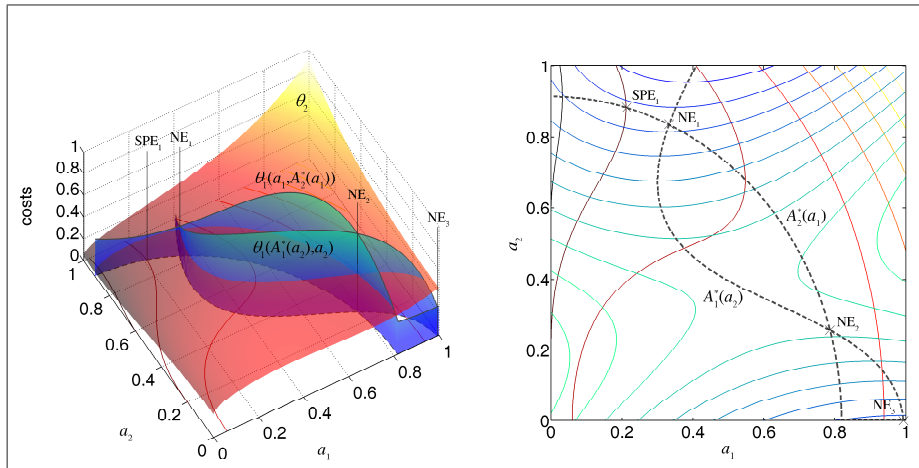 θ₂
SPE₁
NE₁
θ₁(a₁,A₂*(a₁))
NE₂
NE₃
θ₁(A₁*(a₂),a₂)
costs
1
0.8
0.6
0.4
0.2
0
1
0.8
0.6
0.4
0.2
0
0
0.2
0.4
0.6
0.8
1
a₂
a₁
1
0.8
0.6
0.4
0.2
0
a₂
SPE₁
NE₁
A₂*(a₁)
A₁*(a₂)
NE₂
NE₃
0
0.2
0.4
0.6
0.8
1
a₁